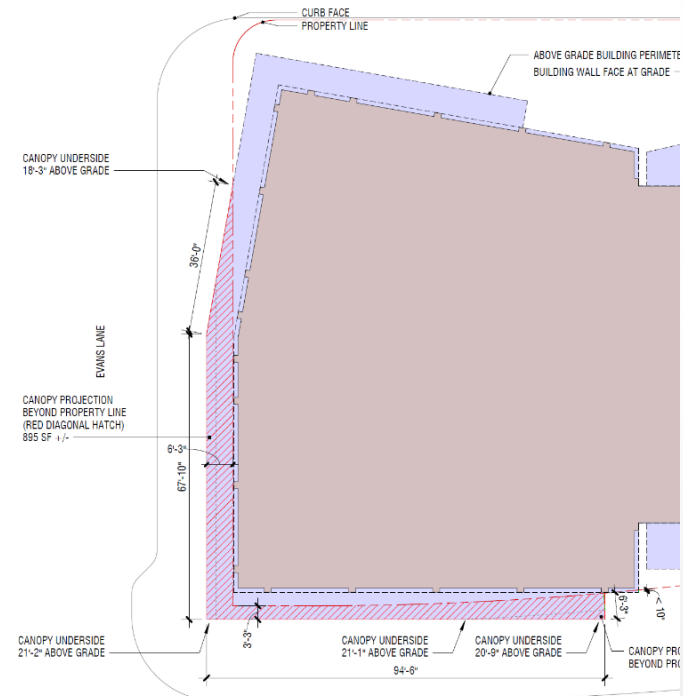 CURB FACE
PROPERTY LINE
ABOVE GRADE BUILDING PERIMETE
BUILDING WALL FACE AT GRADE
CANOPY UNDERSIDE
18'-3" ABOVE GRADE
36'-0"
EVANS LANE
CANOPY PROJECTION
BEYOND PROPERTY LINE
(RED DIAGONAL HATCH)
895 SF +/-
6'-3"
67'-10"
3'-3"
6'-3"
< 10'
CANOPY UNDERSIDE
21'-2" ABOVE GRADE
CANOPY UNDERSIDE
21'-1" ABOVE GRADE
CANOPY UNDERSIDE
20'-9" ABOVE GRADE
CANOPY PRO
BEYOND PRO
94'-6"